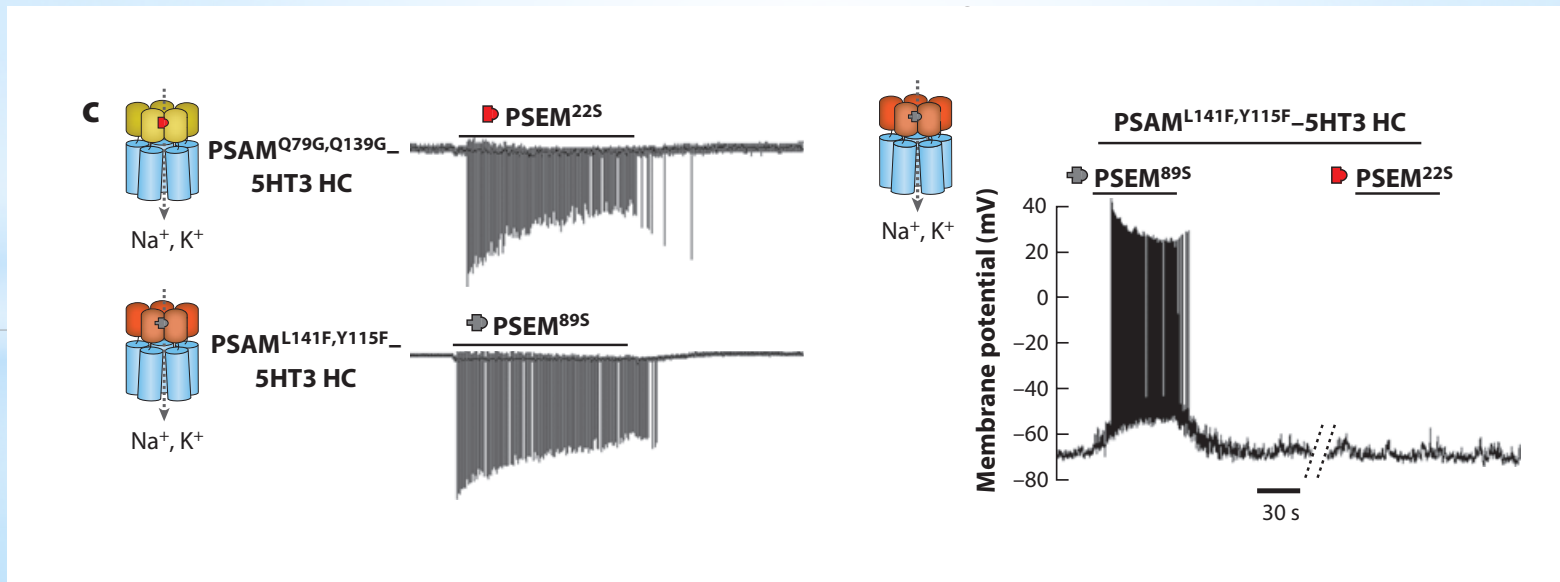 C
PSEM22S
PSAMQ79G,Q139G–
5HT3 HC
Na+, K+
PSEM89S
PSAML141F,Y115F–
5HT3 HC
Na+, K+
PSAML141F,Y115F–5HT3 HC
Na+, K+
PSEM89S
PSEM22S
Membrane potential (mV)
40
20
0
–20
–40
–60
–80
30 s